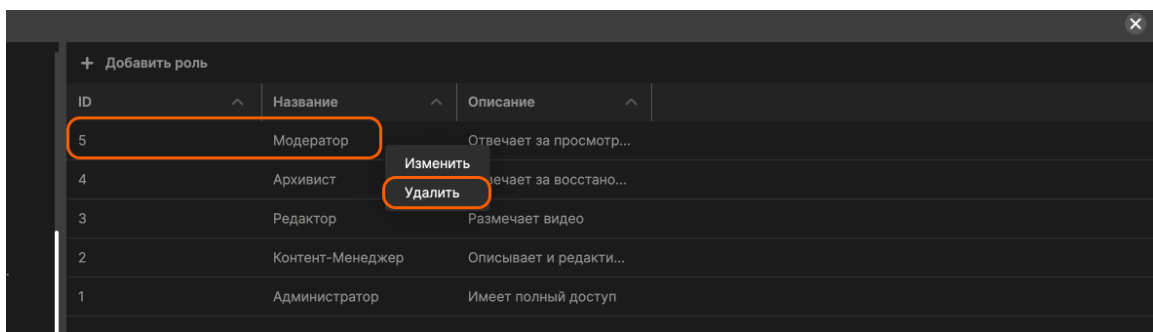 + Добавить роль
ID Название Описание
5 Модератор Отвечает за просмотр...
Изменить
4 Архивист вечает за восстано...
Удалить
3 Редактор Размечает видео
2 Контент-Менеджер Описывает и редакти...
1 Администратор Имеет полный доступ